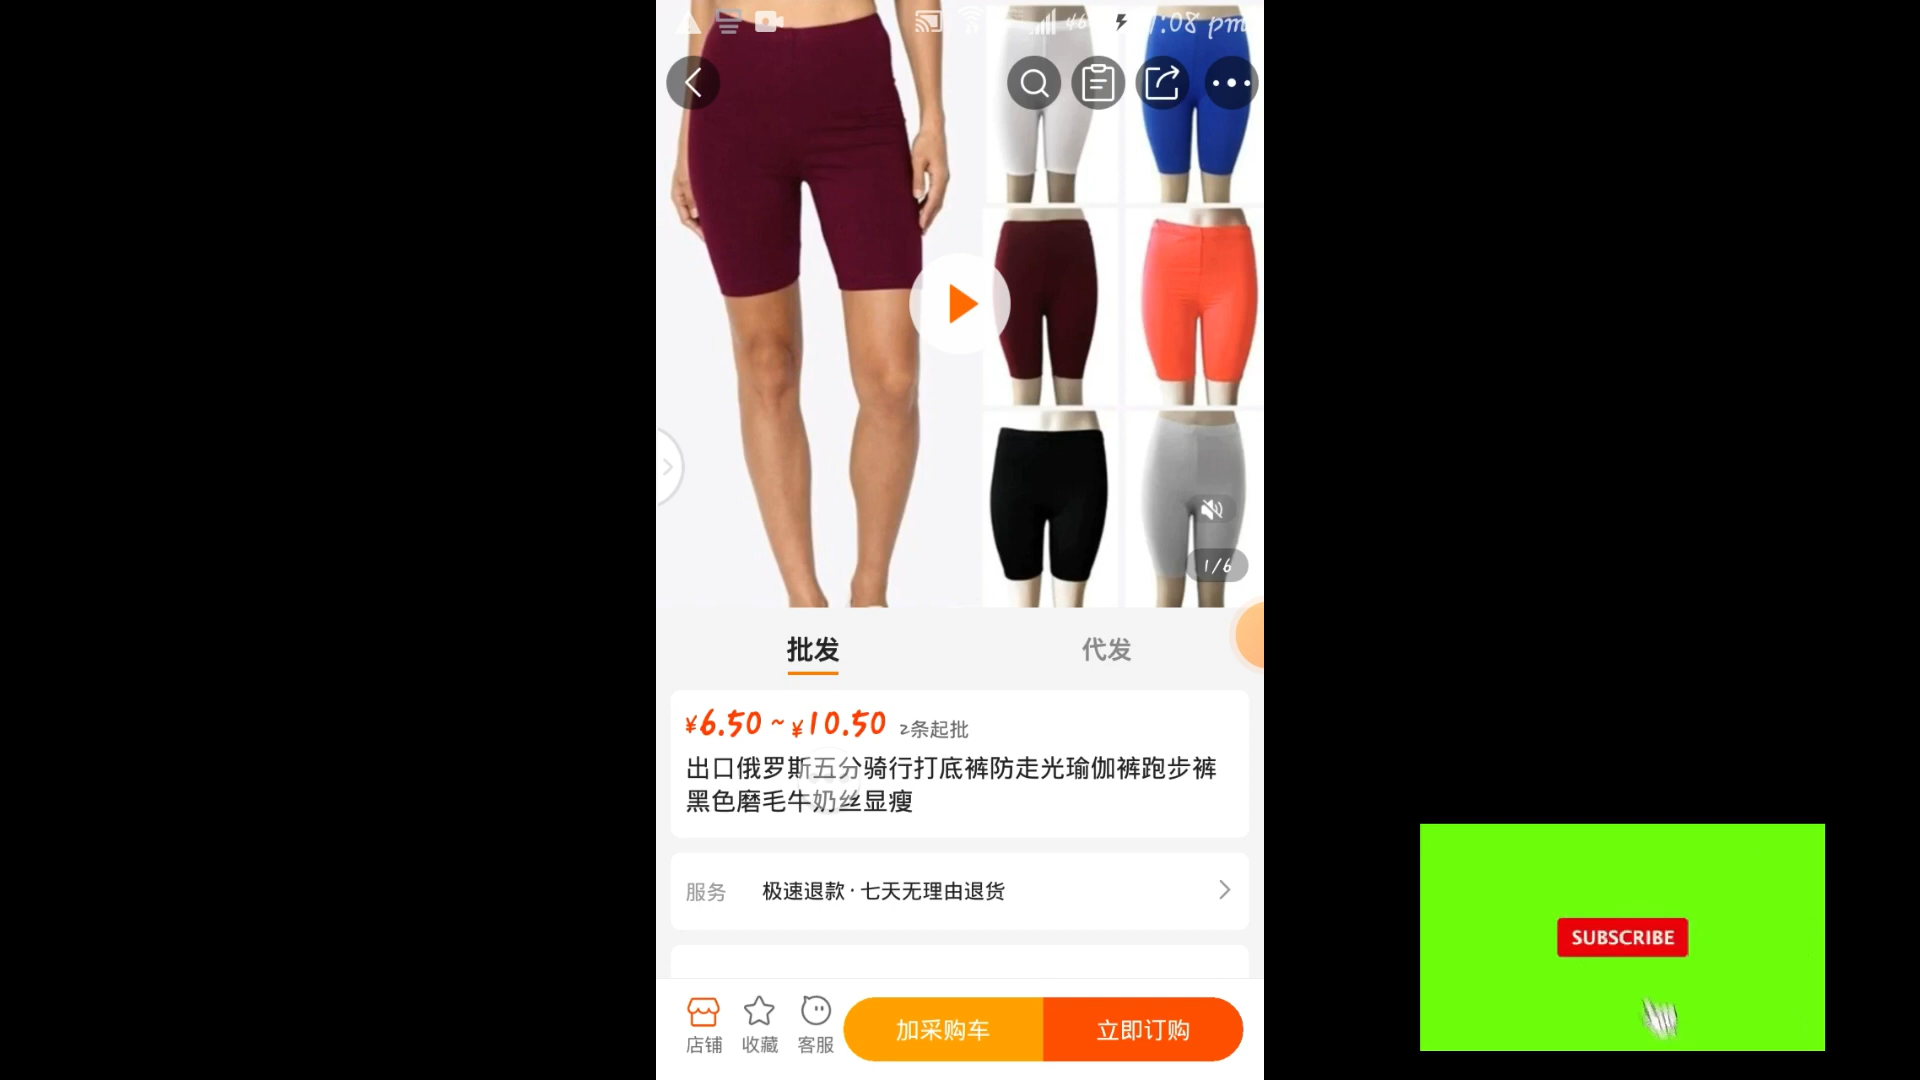 :08 pm
1/6
批发
代发
¥6.50 ~ ¥10.50 2条起批
出口俄罗斯五分骑行打底裤防走光瑜伽裤跑步裤
黑色磨毛牛奶丝显瘦
服务 极速退款 · 七天无理由退货
店铺
收藏
客服
加采购车
立即订购
SUBSCRIBE